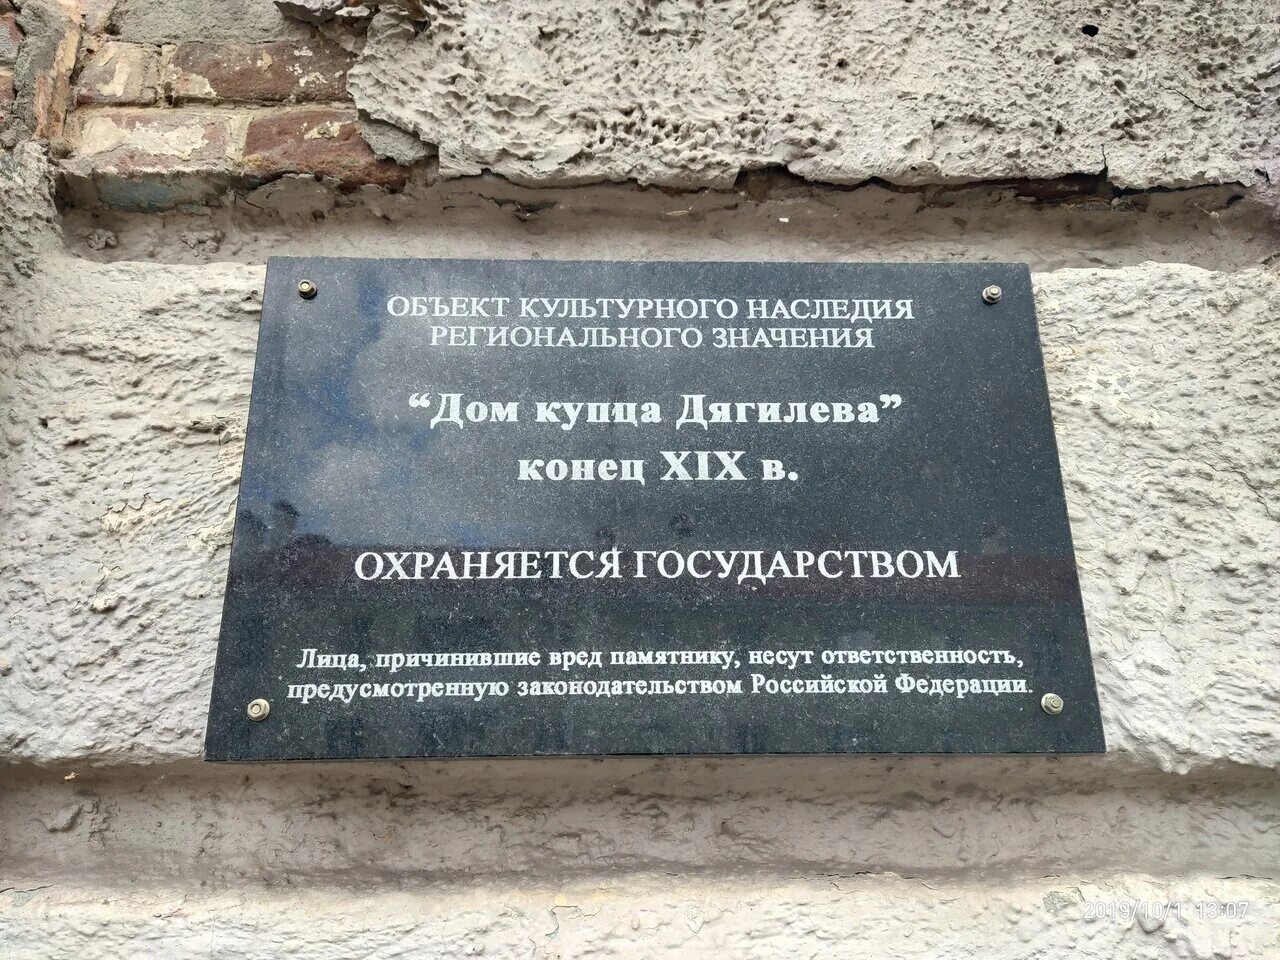 ОБЪЕКТ КУЛЬТУРНОГО НАСЛЕДИЯ
РЕГИОНАЛЬНОГО ЗНАЧЕНИЯ
“Дом купца Дягилева”
конец XIX в.
ОХРАНЯЕТСЯ ГОСУДАРСТВОМ
Лица, причинившие вред памятнику, несут ответственность,
предусмотренную законодательством Российской Федерации.
2019/10/1 13:07